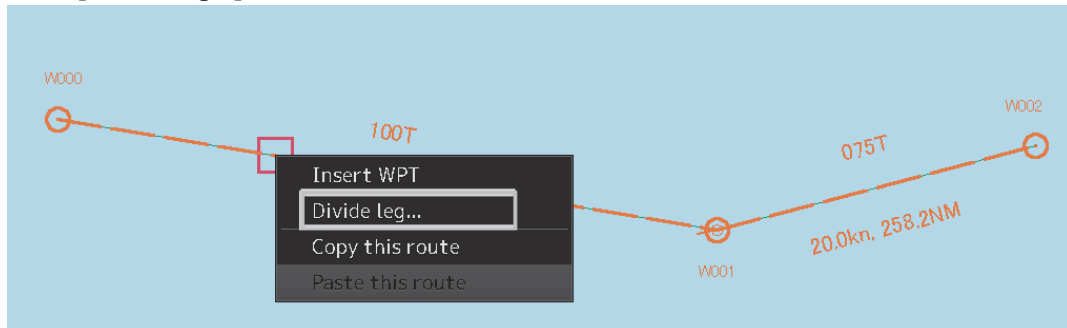 W000
100T
Insert WPT
Divide leg...
Copy this route
Paste this route
W001
075T
20.0kn, 258.2NM
W002